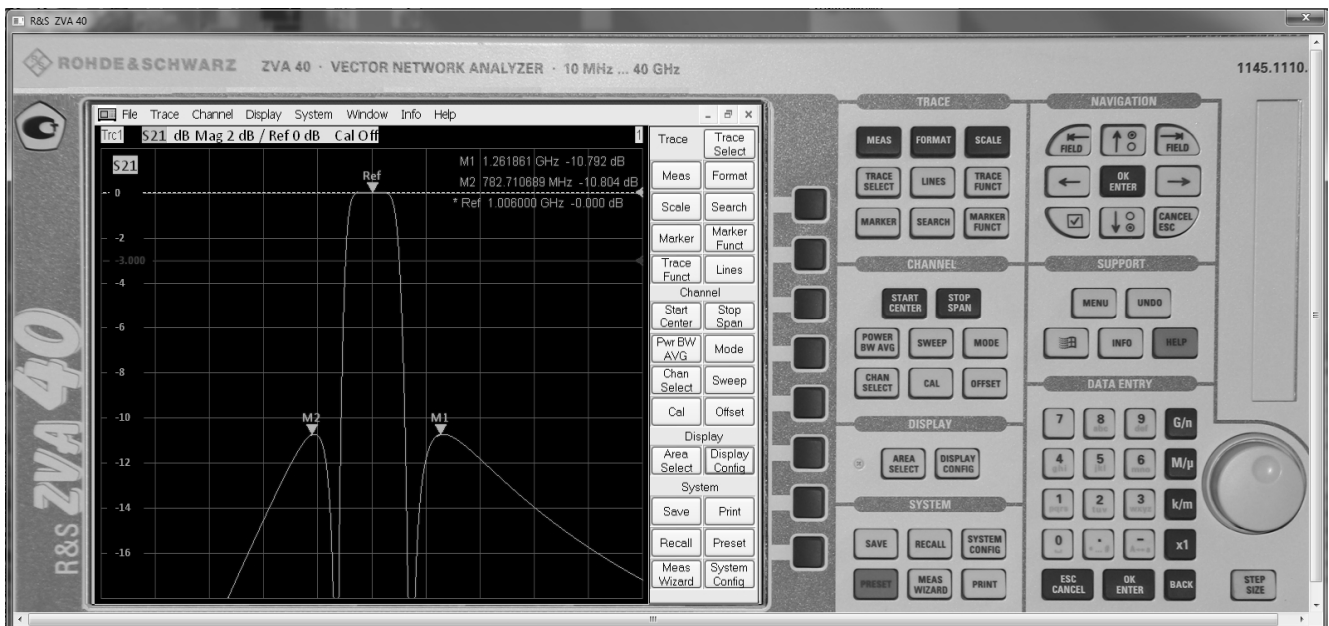 R&S ZVA 40
ROHDE&SCHWARZ ZVA 40 · VECTOR NETWORK ANALYZER · 10 MHz ... 40 GHz
1145.1110.
R&S ZVA 40
File Trace Channel Display System Window Info Help
Trc1 S21 dB Mag 2 dB / Ref 0 dB Cal Off 1
S21
M1 1.261861 GHz -10.792 dB
M2 782.710689 MHz -10.804 dB
* Ref 1.006000 GHz -0.000 dB
Ref
M2
M1
0
-2
-3.000
-4
-6
-8
-10
-12
-14
-16
Trace
Trace Select
Meas Format
Scale Search
Marker
Marker Funct
Trace Funct
Lines
Channel
Start Center
Stop Span
Pwr BW AVG
Mode
Chan Select
Sweep
Cal Offset
Display
Area Select
Display Config
System
Save Print
Recall Preset
Meas Wizard
System Config
TRACE
MEAS FORMAT SCALE
TRACE SELECT
LINES
TRACE FUNCT
MARKER SEARCH
MARKER FUNCT
CHANNEL
START CENTER
STOP SPAN
POWER BW AVG
SWEEP MODE
CHAN SELECT
CAL OFFSET
DISPLAY
AREA SELECT
DISPLAY CONFIG
SYSTEM
SAVE RECALL
SYSTEM CONFIG
PRESET
MEAS WIZARD
PRINT
NAVIGATION
FIELD
FIELD
OK ENTER
CANCEL ESC
SUPPORT
MENU UNDO
INFO HELP
DATA ENTRY
7 8 abc 9 def G/n
4 ghi 5 jkl 6 mno M/µ
1 pqrs 2 tuv 3 wxyz k/m
0 . - x1
ESC CANCEL
OK ENTER
BACK
STEP SIZE